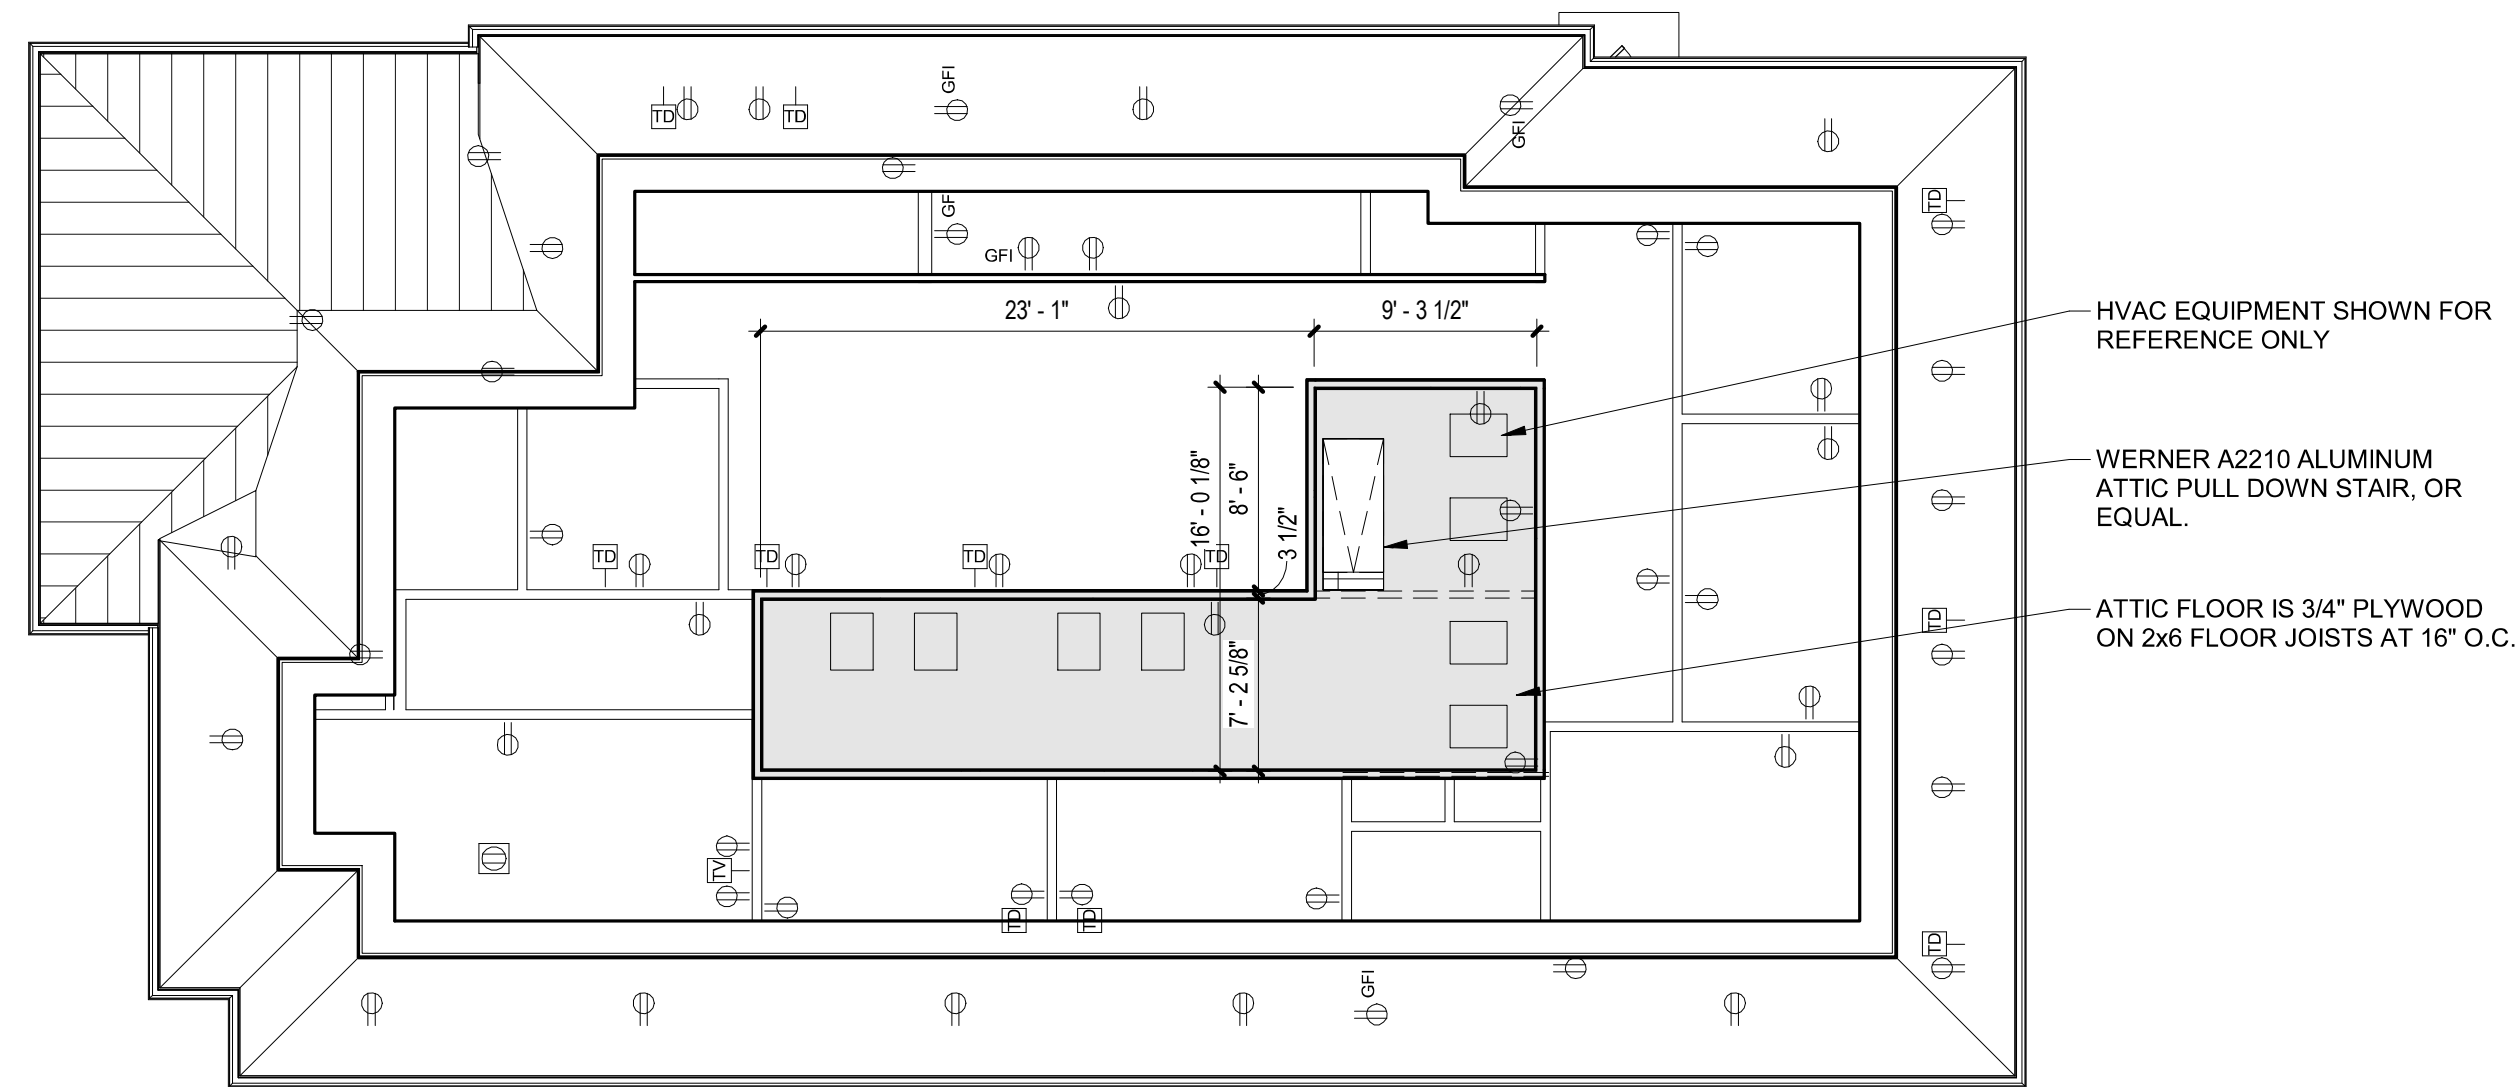 GFI
TD
TD
GFI
TD
GF
GFI
23' - 1"
9' - 3 1/2"
HVAC EQUIPMENT SHOWN FOR
REFERENCE ONLY
WERNER A2210 ALUMINUM
ATTIC PULL DOWN STAIR, OR
EQUAL.
16' - 0 1/8"
8' - 6"
3 1/2"
TD
TD
TD
TD
ATTIC FLOOR IS 3/4" PLYWOOD
ON 2x6 FLOOR JOISTS AT 16" O.C.
TD
7' - 2 5/8"
TV
TD
TD
TD
GFI